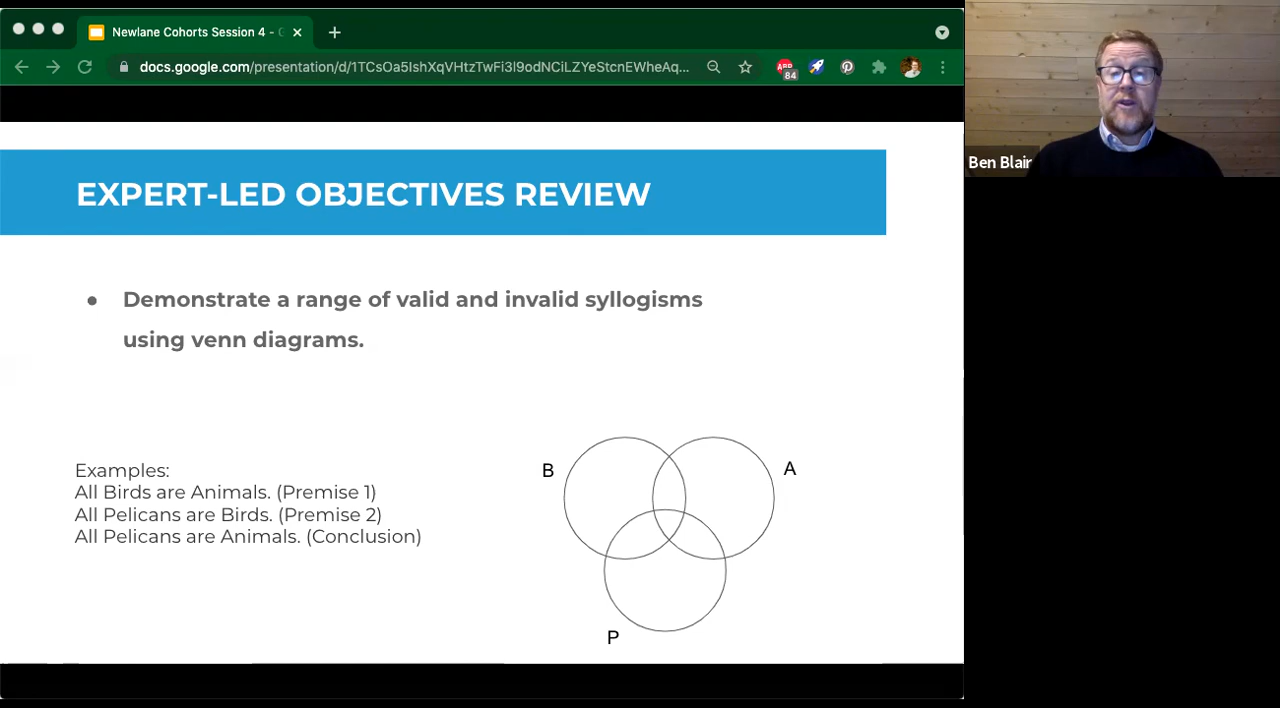 Newlane Cohorts Session 4 - G
docs.google.com/presentation/d/1TCsOa5IshXqVHtzTwFi3I9odNCiLZYeStcnEWheAq...
84
EXPERT-LED OBJECTIVES REVIEW
Ben Blair
● Demonstrate a range of valid and invalid syllogisms
using venn diagrams.
B
A
Examples:
All Birds are Animals. (Premise 1)
All Pelicans are Birds. (Premise 2)
All Pelicans are Animals. (Conclusion)
P